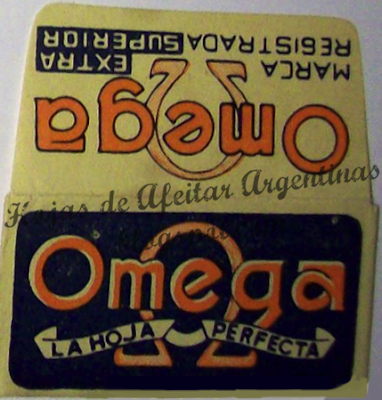 Omega
MARCA EXTRA
REGISTRADA SUPERIOR
Hojas de Afeitar Argentinas
Omega
LA HOJA PERFECTA